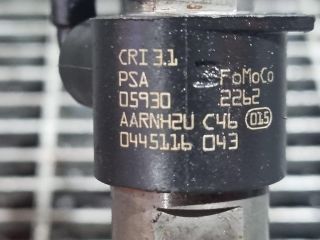 CRI 3.1
PSA FoMoCo
05930 2262
AARNH2U C46 015
0445116 043